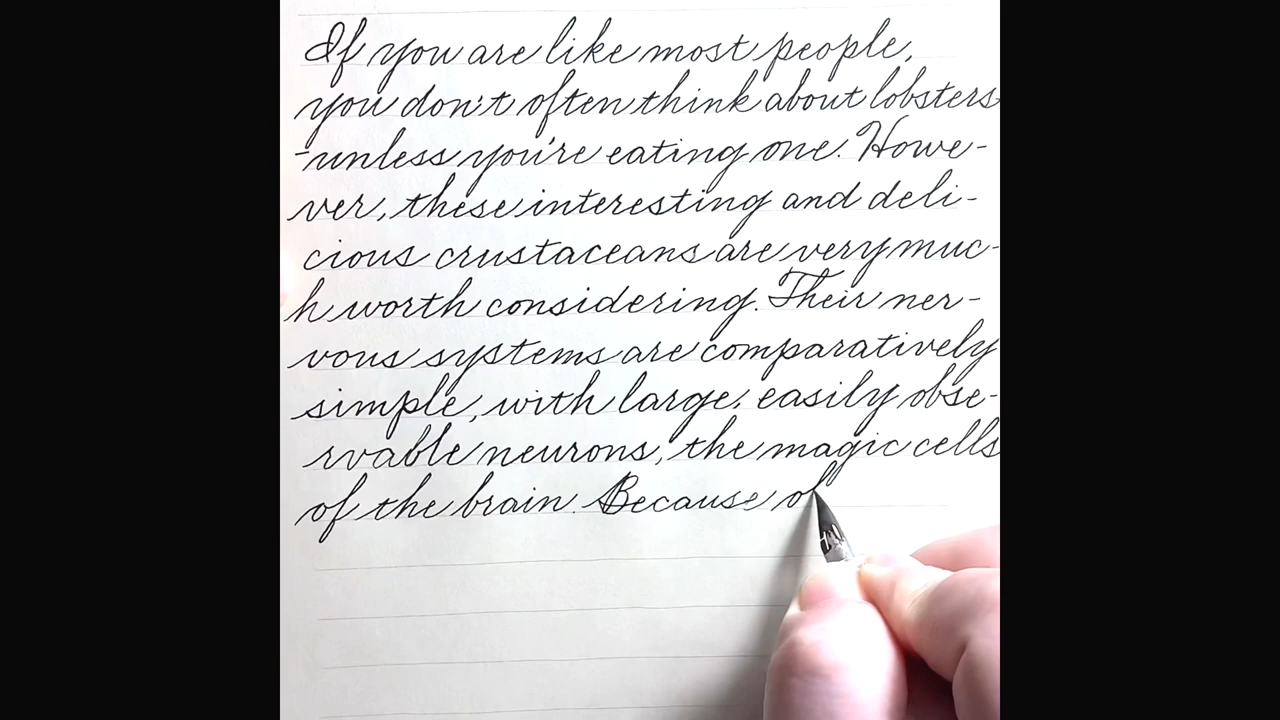 If you are like most people,
you don't often think about lobsters
-unless you're eating one. Howe-
ver, these interesting and deli-
cious crustaceans are very muc-
h worth considering. Their ner-
vous systems are comparatively
simple, with large, easily obse-
rvable neurons, the magic cells
of the brain. Because of